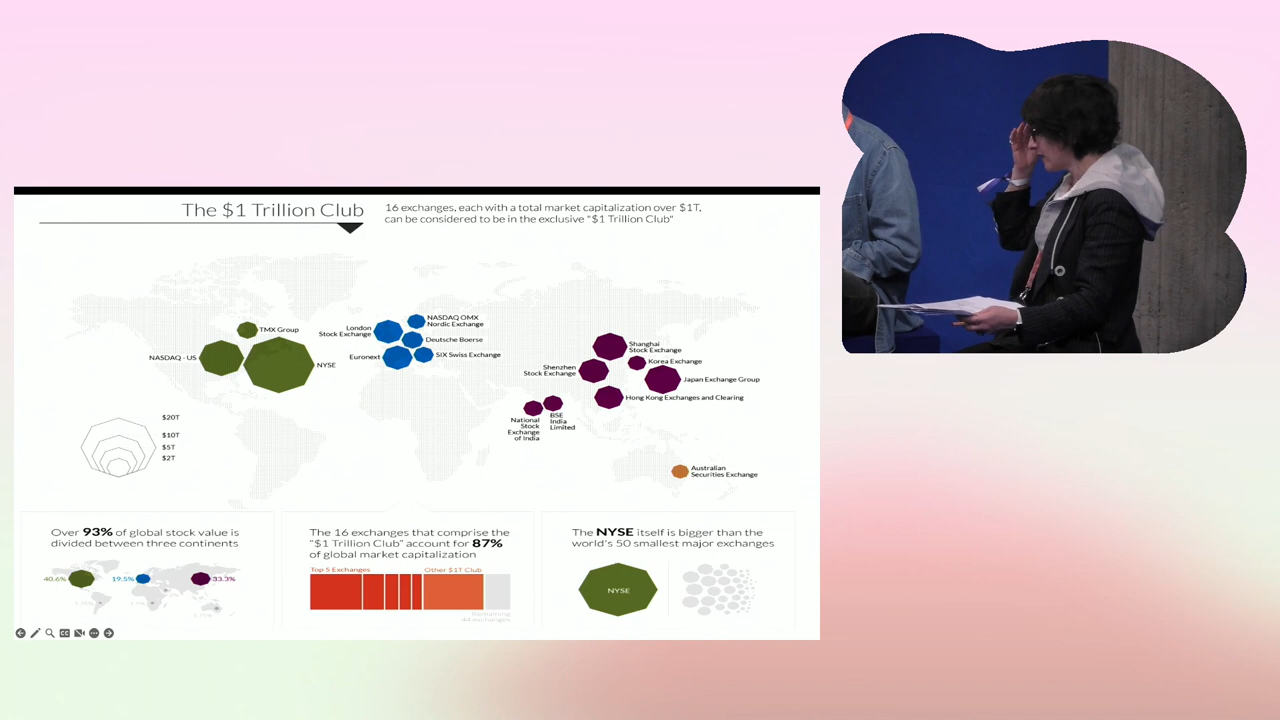 The $1 Trillion Club
16 exchanges, each with a total market capitalization over $1T,
can be considered to be in the exclusive "$1 Trillion Club"
TMX Group
NASDAQ - US
NYSE
London
Stock Exchange
NASDAQ OMX
Nordic Exchange
Deutsche Boerse
Euronext
SIX Swiss Exchange
Shanghai
Stock Exchange
Korea Exchange
Shenzhen
Stock Exchange
Japan Exchange Group
Hong Kong Exchanges and Clearing
National
Stock
Exchange
of India
BSE
India
Limited
Australian
Securities Exchange
$20T
$10T
$5T
$2T
Over 93% of global stock value is
divided between three continents
40.6%
19.5%
33.3%
The 16 exchanges that comprise the
"$1 Trillion Club" account for 87%
of global market capitalization
Top 5 Exchanges
Other $1T Club
Remaining
44 exchanges
The NYSE itself is bigger than the
world's 50 smallest major exchanges
NYSE